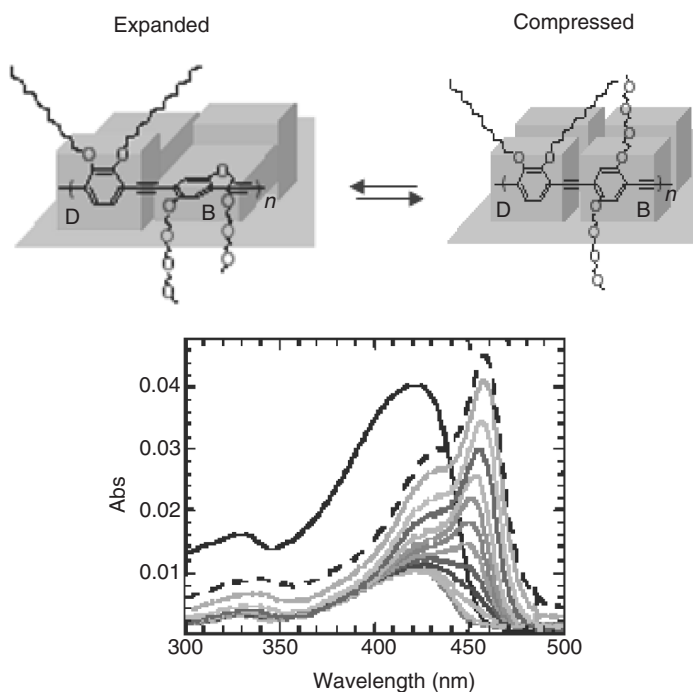 Expanded
Compressed
O O O
D B n
O O
O O
O O
O O
O
O
O
O O O
D B n
O
O
O
O
0.04
0.03
0.02
0.01
Abs
300 350 400 450 500
Wavelength (nm)